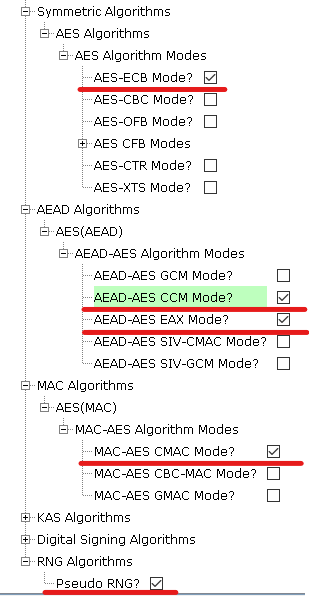 Symmetric Algorithms
AES Algorithms
AES Algorithm Modes
AES-ECB Mode?
AES-CBC Mode?
AES-OFB Mode?
AES CFB Modes
AES-CTR Mode?
AES-XTS Mode?
AEAD Algorithms
AES(AEAD)
AEAD-AES Algorithm Modes
AEAD-AES GCM Mode?
AEAD-AES CCM Mode?
AEAD-AES EAX Mode?
AEAD-AES SIV-CMAC Mode?
AEAD-AES SIV-GCM Mode?
MAC Algorithms
AES(MAC)
MAC-AES Algorithm Modes
MAC-AES CMAC Mode?
MAC-AES CBC-MAC Mode?
MAC-AES GMAC Mode?
KAS Algorithms
Digital Signing Algorithms
RNG Algorithms
Pseudo RNG?